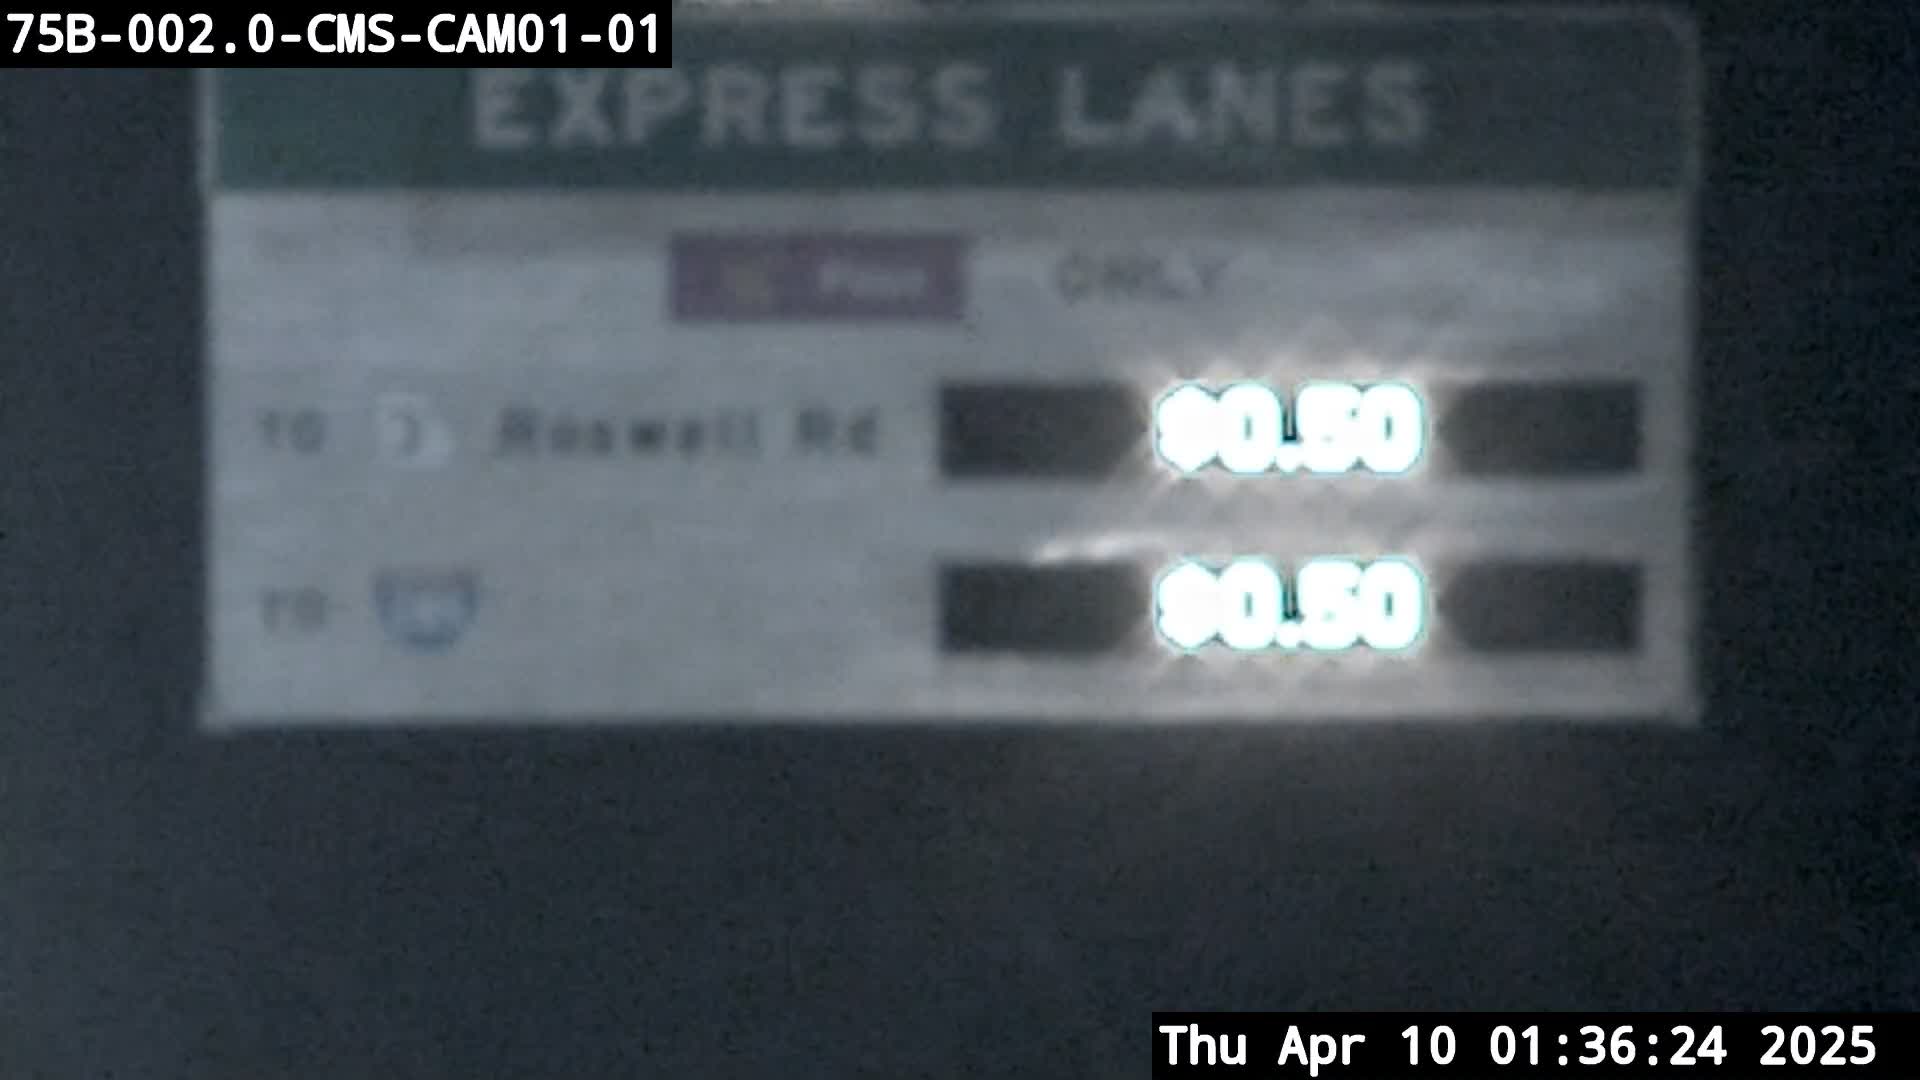 75B-002.0-CMS-CAM01-01
EXPRESS LANES
Pass ONLY
TO Roswell Rd $0.50
TO $0.50
Thu Apr 10 01:36:24 2025